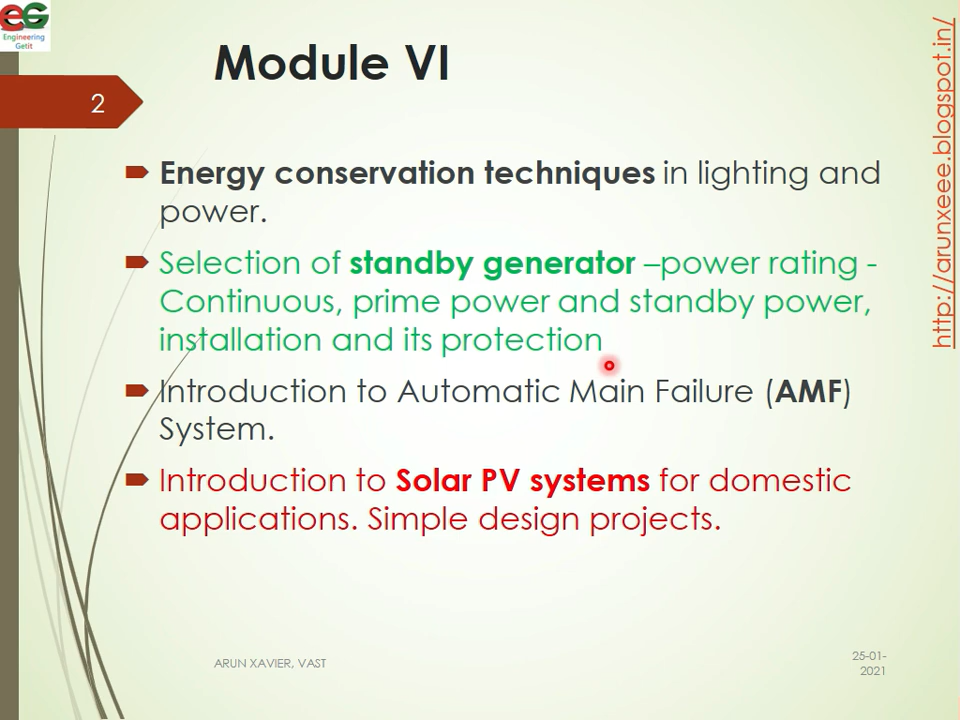 EG
Engineering
Getit
Module VI
2
http://arunxeee.blogspot.in/
Energy conservation techniques in lighting and
power.
Selection of standby generator –power rating -
Continuous, prime power and standby power,
installation and its protection
Introduction to Automatic Main Failure (AMF)
System.
Introduction to Solar PV systems for domestic
applications. Simple design projects.
ARUN XAVIER, VAST
25-01-
2021